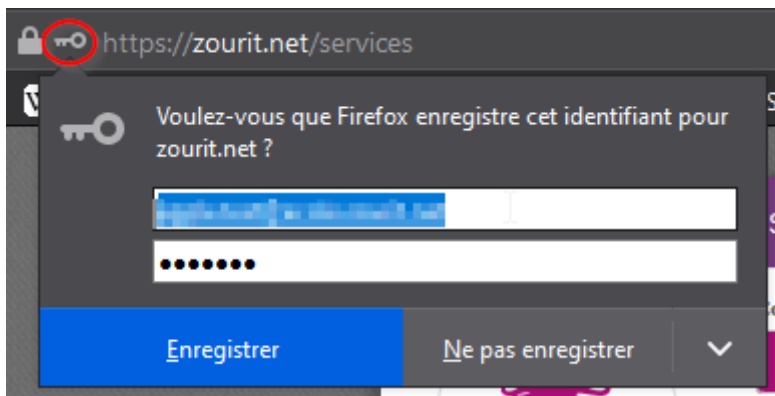 https://zourit.net/services
Voulez-vous que Firefox enregistre cet identifiant pour
zourit.net ?
•••••••
Enregistrer
Ne pas enregistrer